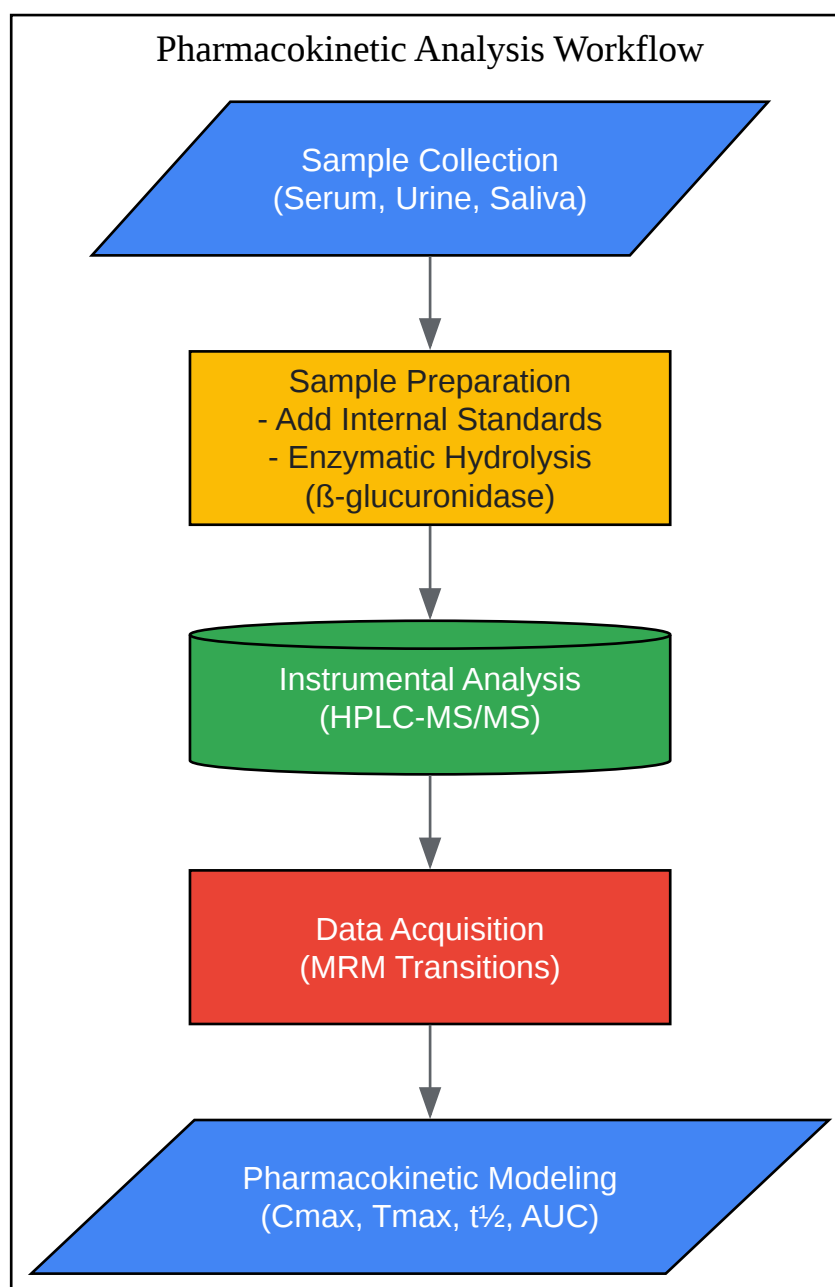 Pharmacokinetic Analysis Workflow
Sample Collection
(Serum, Urine, Saliva)
Sample Preparation
- Add Internal Standards
- Enzymatic Hydrolysis
(ß-glucuronidase)
Instrumental Analysis
(HPLC-MS/MS)
Data Acquisition
(MRM Transitions)
Pharmacokinetic Modeling
(Cmax, Tmax, t½, AUC)